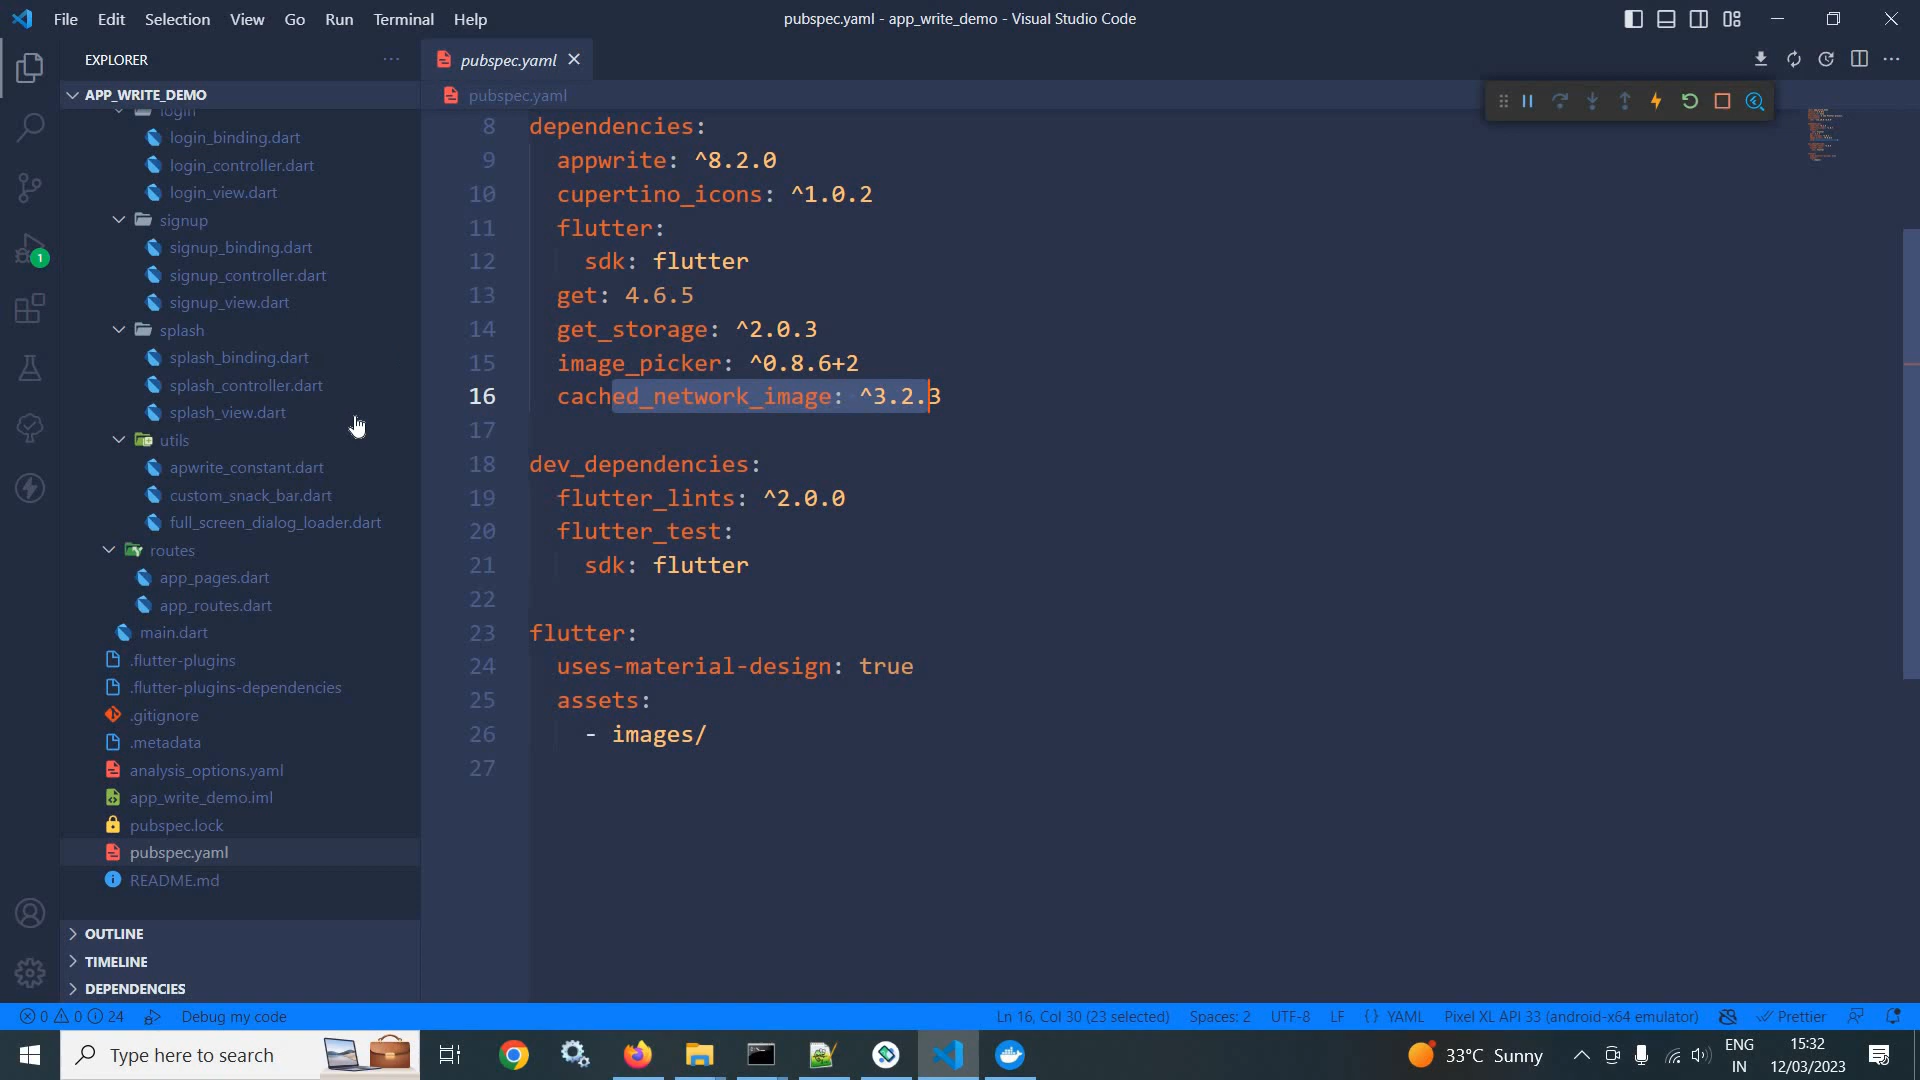 File Edit Selection View Go Run Terminal Help
pubspec.yaml - app_write_demo - Visual Studio Code
EXPLORER
APP_WRITE_DEMO
login
login_binding.dart
login_controller.dart
login_view.dart
signup
signup_binding.dart
signup_controller.dart
signup_view.dart
splash
splash_binding.dart
splash_controller.dart
splash_view.dart
utils
apwrite_constant.dart
custom_snack_bar.dart
full_screen_dialog_loader.dart
routes
app_pages.dart
app_routes.dart
main.dart
.flutter-plugins
.flutter-plugins-dependencies
.gitignore
.metadata
analysis_options.yaml
app_write_demo.iml
pubspec.lock
pubspec.yaml
README.md
OUTLINE
TIMELINE
DEPENDENCIES
1
pubspec.yaml
pubspec.yaml
8 dependencies:
9 appwrite: ^8.2.0
10 cupertino_icons: ^1.0.2
11 flutter:
12 sdk: flutter
13 get: 4.6.5
14 get_storage: ^2.0.3
15 image_picker: ^0.8.6+2
16 cached_network_image: ^3.2.3
17
18 dev_dependencies:
19 flutter_lints: ^2.0.0
20 flutter_test:
21 sdk: flutter
22
23 flutter:
24 uses-material-design: true
25 assets:
26 - images/
27
0 0 24 Debug my code Ln 16, Col 30 (23 selected) Spaces: 2 UTF-8 LF {} YAML Pixel XL API 33 (android-x64 emulator) Prettier
Type here to search
33°C Sunny
ENG
IN
15:32
12/03/2023